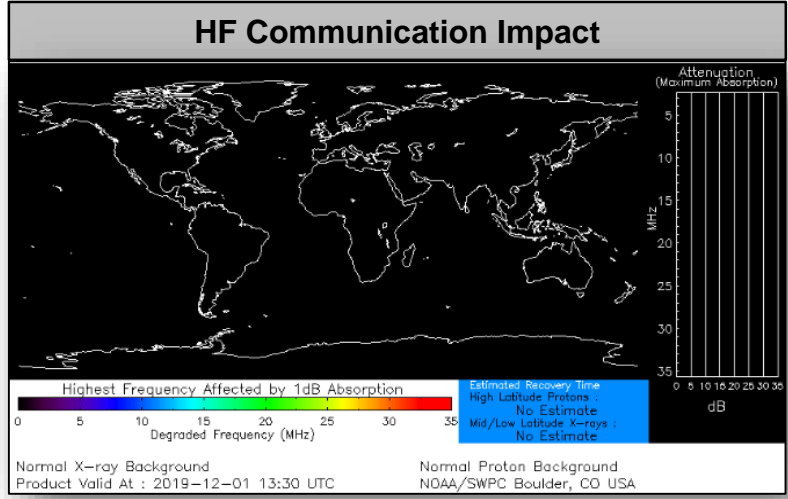 HF Communication Impact
Attenuation
(Maximum Absorption)
5
10
15
20
25
30
35
MHz
0 5 10 15 20 25 30 35
dB
Highest Frequency Affected by 1dB Absorption
0 5 10 15 20 25 30 35
Degraded Frequency (MHz)
Estimated Recovery Time
High Latitude Protons :
No Estimate
Mid/Low Latitude X-rays :
No Estimate
Normal X-ray Background
Normal Proton Background
Product Valid At : 2019-12-01 13:30 UTC
NOAA/SWPC Boulder, CO USA